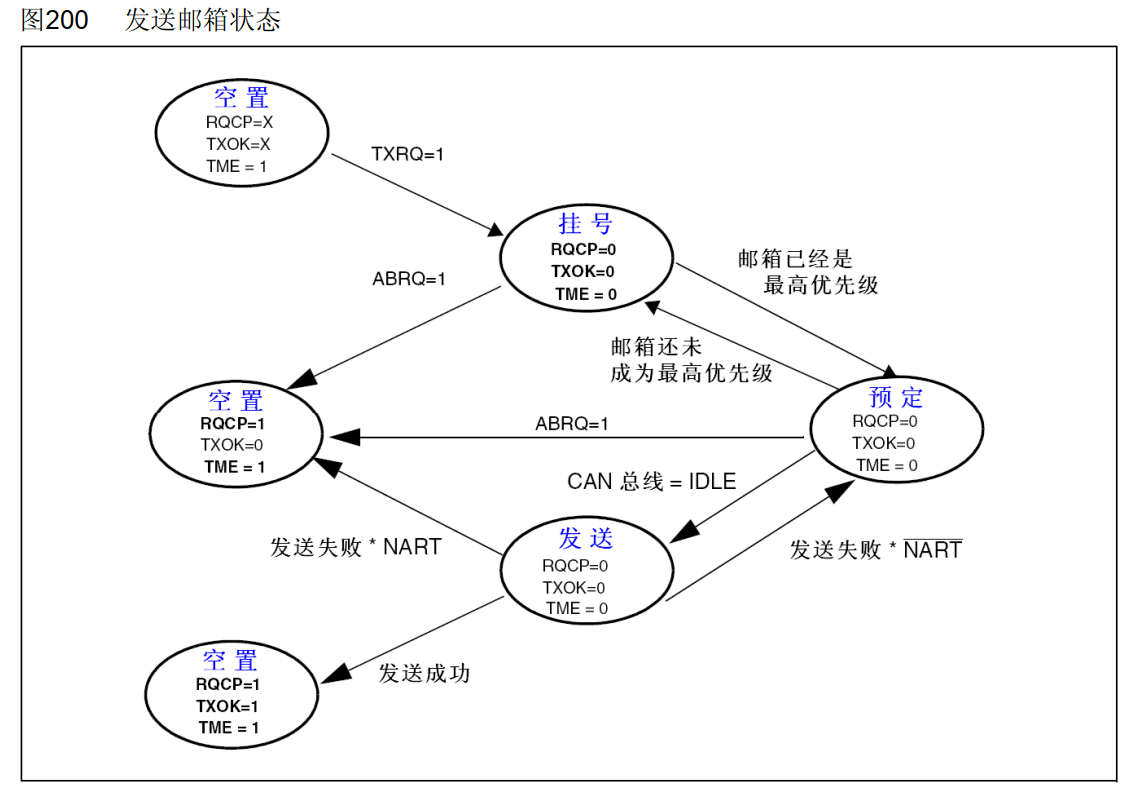 图200 发送邮箱状态
空置
RQCP=X
TXOK=X
TME = 1
TXRQ=1
挂号
RQCP=0
TXOK=0
TME = 0
ABRQ=1
邮箱已经是
最高优先级
邮箱还未
成为最高优先级
空置
RQCP=1
TXOK=0
TME = 1
预定
RQCP=0
TXOK=0
TME = 0
ABRQ=1
CAN 总线 = IDLE
发送
RQCP=0
TXOK=0
TME = 0
发送失败 * NART
发送失败 * N̅A̅R̅T̅
空置
RQCP=1
TXOK=1
TME = 1
发送成功